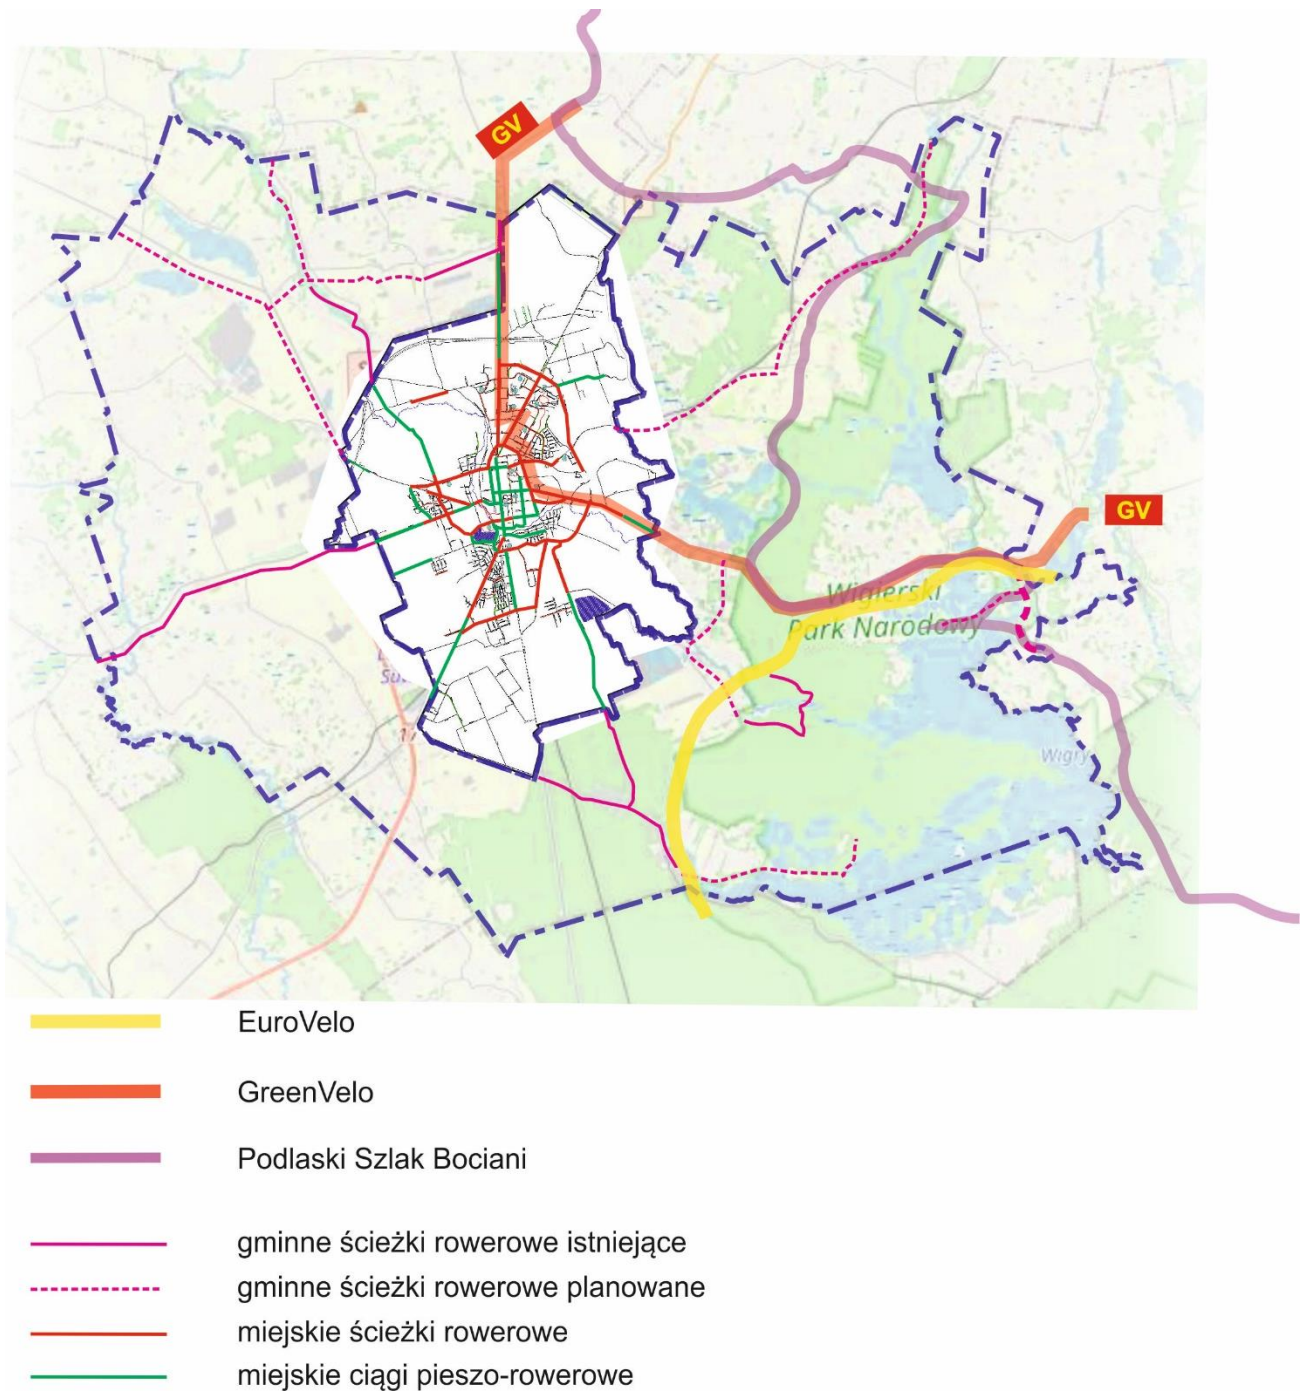 GV
GV
Wigierski
Park Narodowy
Wigry
EuroVelo
GreenVelo
Podlaski Szlak Bociani
gminne ścieżki rowerowe istniejące
gminne ścieżki rowerowe planowane
miejskie ścieżki rowerowe
miejskie ciągi pieszo-rowerowe